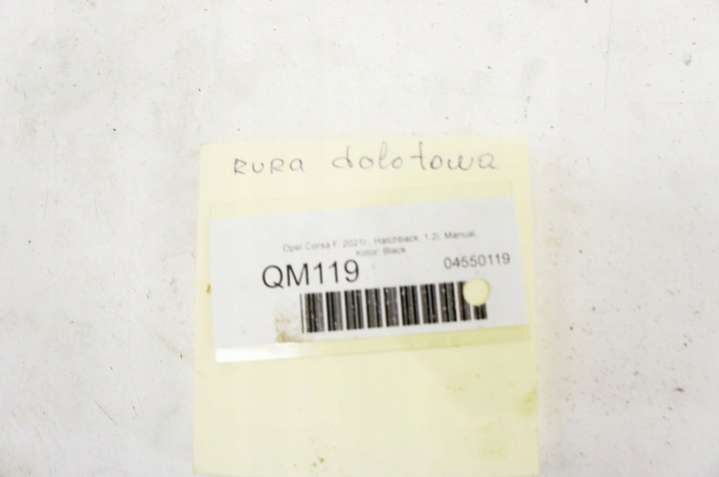 RURA dolotowa
Opel Corsa F, 2021r., Hatchback, 1.2i, Manual,
kolor: Black
QM119
04550119